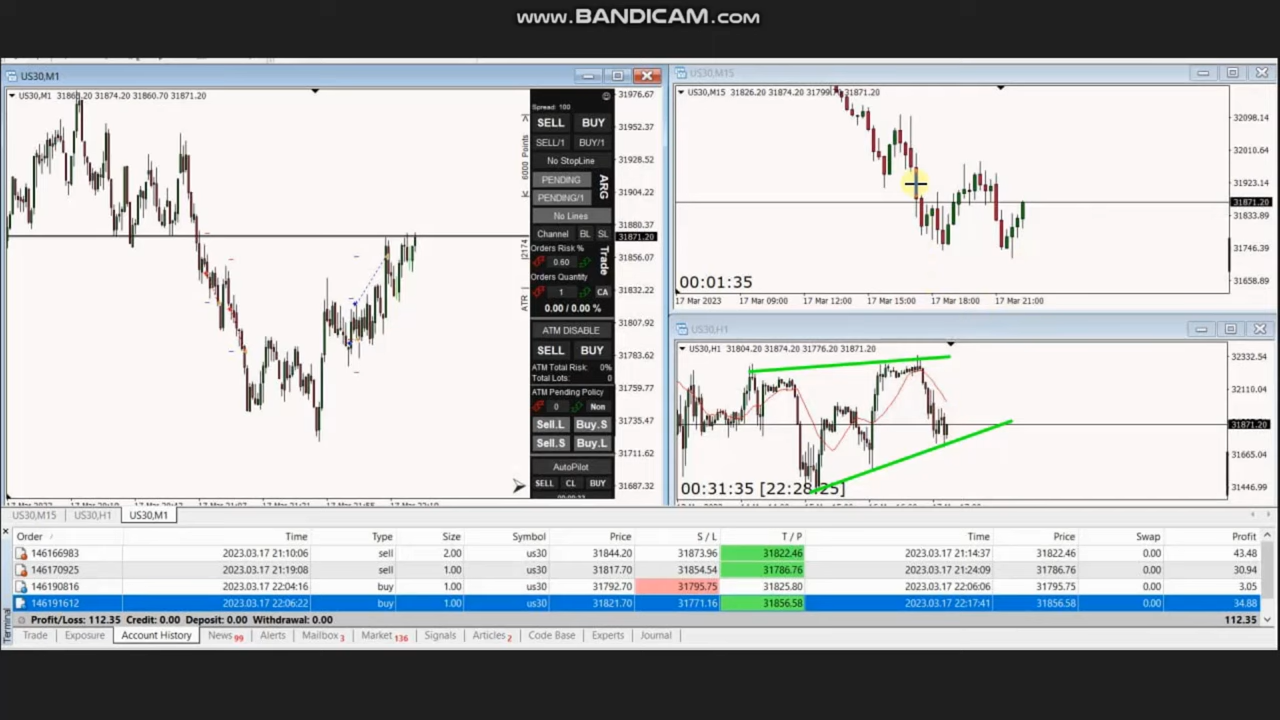 www.BANDICAM.com
US30,M1
US30,M1 31860.20 31874.20 31860.70 31871.20
31976.67
31952.37
31928.52
31904.22
31880.37
31871.20
31856.07
31832.22
31807.92
31783.62
31759.77
31735.47
31711.62
31687.32
6000 Points
ATR
Spread: 100
SELL BUY
SELL/1 BUY/1
No StopLine
PENDING
PENDING/1
ARG
No Lines
Channel BL SL
Orders Risk %
0.60
Orders Quantity
1 CA
Trade
0.00 / 0.00 %
ATM DISABLE
SELL BUY
ATM Total Risk: 0%
Total Lots: 0
ATM Pending Policy
0 Non
Sell.L Buy.S
Sell.S Buy.L
AutoPilot
SELL CL BUY
US30,M15
32098.14
32010.64
31923.14
31871.20
31833.89
31746.39
31658.89
00:01:35
17 Mar 2023 17 Mar 09:00 17 Mar 12:00 17 Mar 15:00 17 Mar 18:00 17 Mar 21:00
US30,H1
US30,H1 31804.20 31874.20 31776.20 31871.20
32332.54
32110.04
31871.20
31665.04
31446.99
00:31:35 [22:28:25]
US30,M15 US30,H1 US30,M1
Order Time Type Size Symbol Price S / L T / P Time Price Swap Profit
146166983 2023.03.17 21:10:06 sell 2.00 us30 31844.20 31873.96 31822.46 2023.03.17 21:14:37 31822.46 0.00 43.48
146170925 2023.03.17 21:19:08 sell 1.00 us30 31817.70 31854.54 31786.76 2023.03.17 21:24:09 31786.76 0.00 30.94
146190816 2023.03.17 22:04:16 buy 1.00 us30 31792.70 31795.75 31825.80 2023.03.17 22:06:06 31795.75 0.00 3.05
146191612 2023.03.17 22:06:22 buy 1.00 us30 31821.70 31771.16 31856.58 2023.03.17 22:17:41 31856.58 0.00 34.88
Profit/Loss: 112.35 Credit: 0.00 Deposit: 0.00 Withdrawal: 0.00 112.35
Terminal
Trade Exposure Account History News 99 Alerts Mailbox 3 Market 136 Signals Articles 2 Code Base Experts Journal